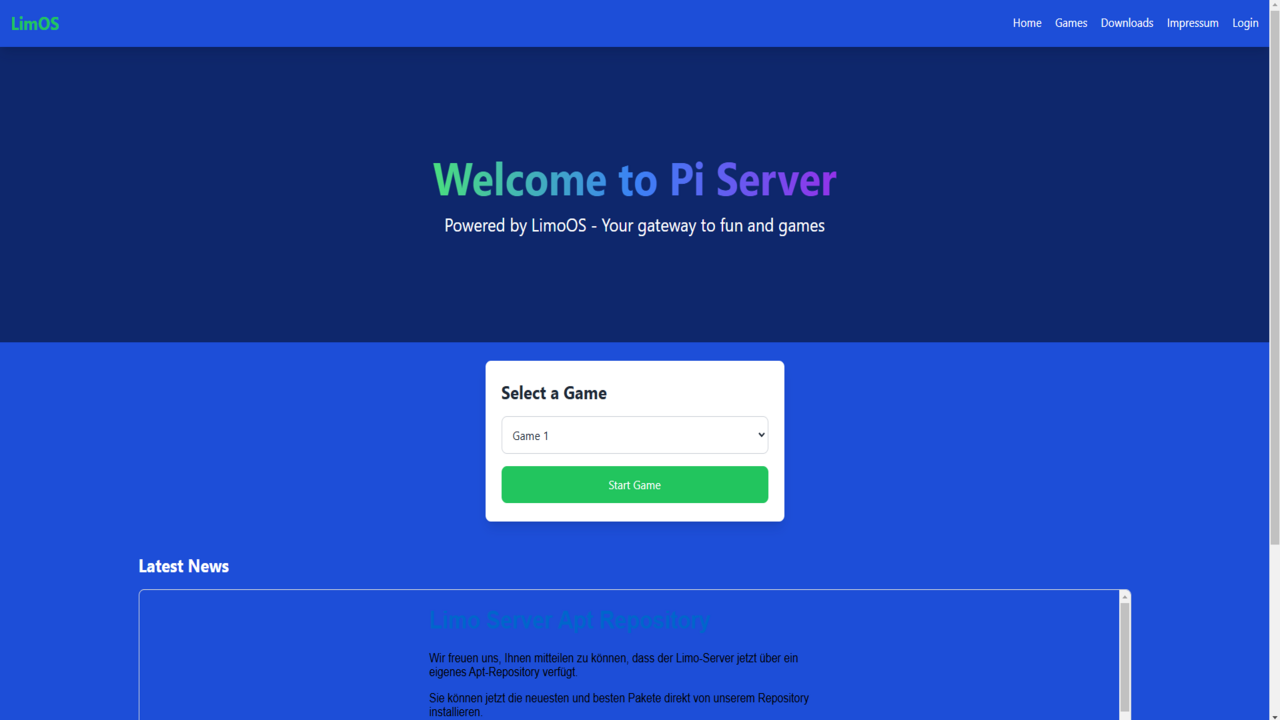 LimOS
Home Games Downloads Impressum Login
Welcome to Pi Server
Powered by LimoOS - Your gateway to fun and games
Select a Game
Game 1
Start Game
Latest News
Limo Server Apt Repository
Wir freuen uns, Ihnen mitteilen zu können, dass der Limo-Server jetzt über ein
eigenes Apt-Repository verfügt.
Sie können jetzt die neuesten und besten Pakete direkt von unserem Repository
installieren.